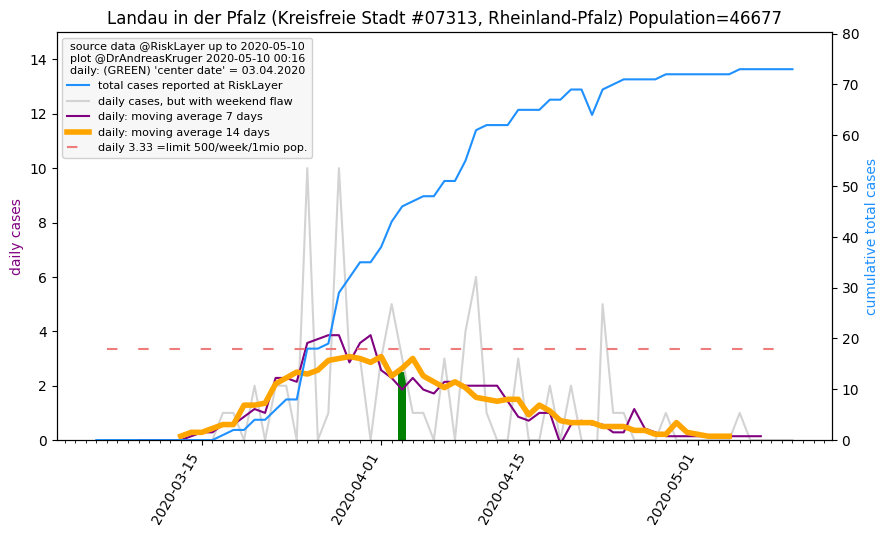 Landau in der Pfalz (Kreisfreie Stadt #07313, Rheinland-Pfalz) Population=46677
source data @RiskLayer up to 2020-05-10
plot @DrAndreasKruger 2020-05-10 00:16
daily: (GREEN) 'center date' = 03.04.2020
total cases reported at RiskLayer
daily cases, but with weekend flaw
daily: moving average 7 days
daily: moving average 14 days
daily 3.33 =limit 500/week/1mio pop.
daily cases
14
12
10
8
6
4
2
0
80
70
60
50
40
30
20
10
0
cumulative total cases
2020-03-15
2020-04-01
2020-04-15
2020-05-01